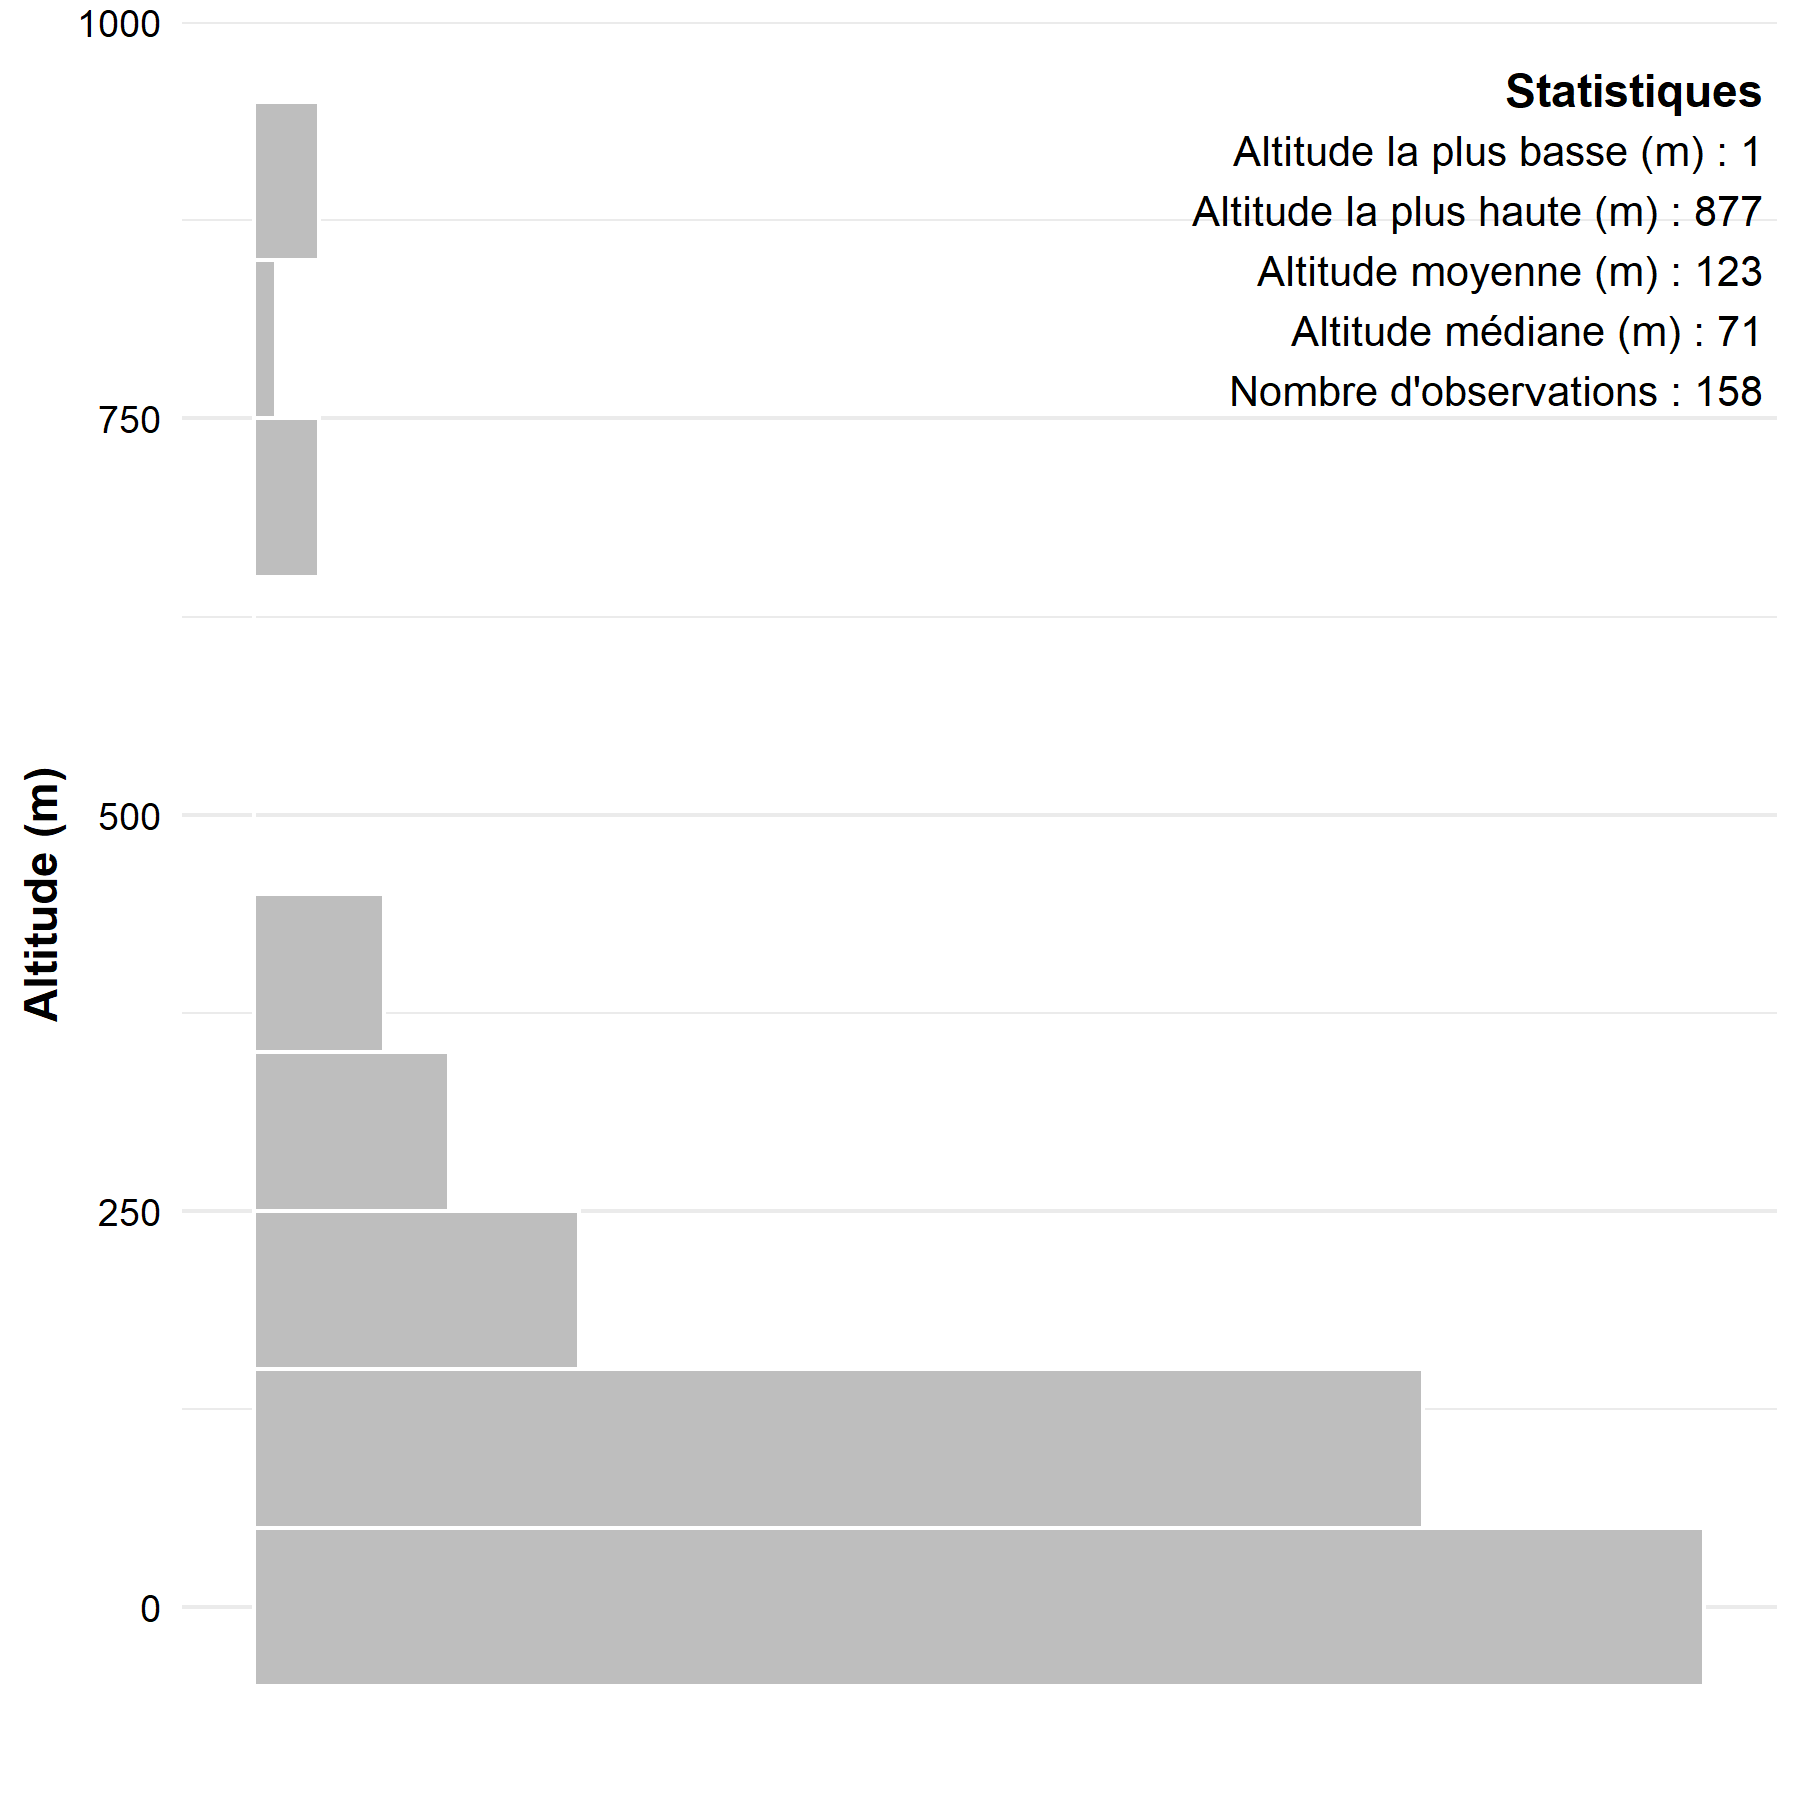 1000
Statistiques
Altitude la plus basse (m) : 1
Altitude la plus haute (m) : 877
Altitude moyenne (m) : 123
Altitude médiane (m) : 71
Nombre d'observations : 158
750
500
Altitude (m)
250
0